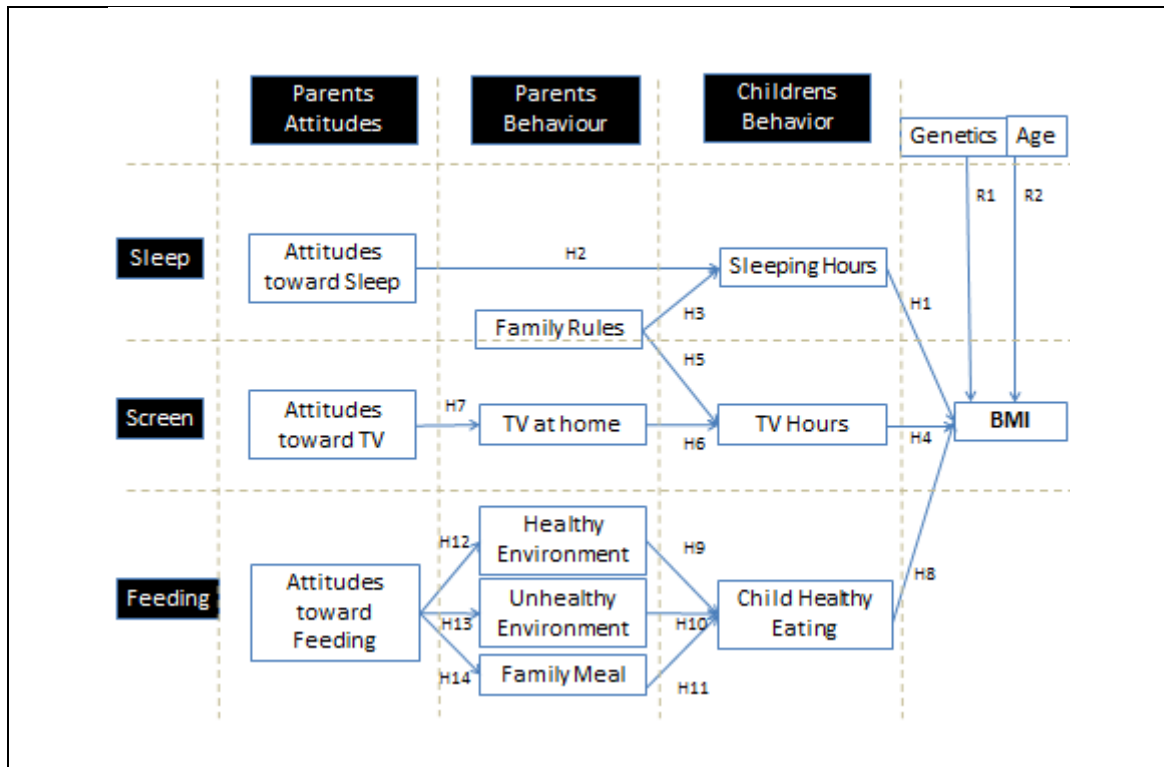 Parents
Attitudes
Parents
Behaviour
Childrens
Behavior
Genetics
Age
R1
R2
Sleep
Attitudes
toward Sleep
H2
Sleeping Hours
H1
Family Rules
H3
H5
Screen
Attitudes
toward TV
H7
TV at home
H6
TV Hours
H4
BMI
Feeding
Attitudes
toward
Feeding
H12
H13
H14
Healthy
Environment
Unhealthy
Environment
Family Meal
H9
H10
H11
Child Healthy
Eating
H8